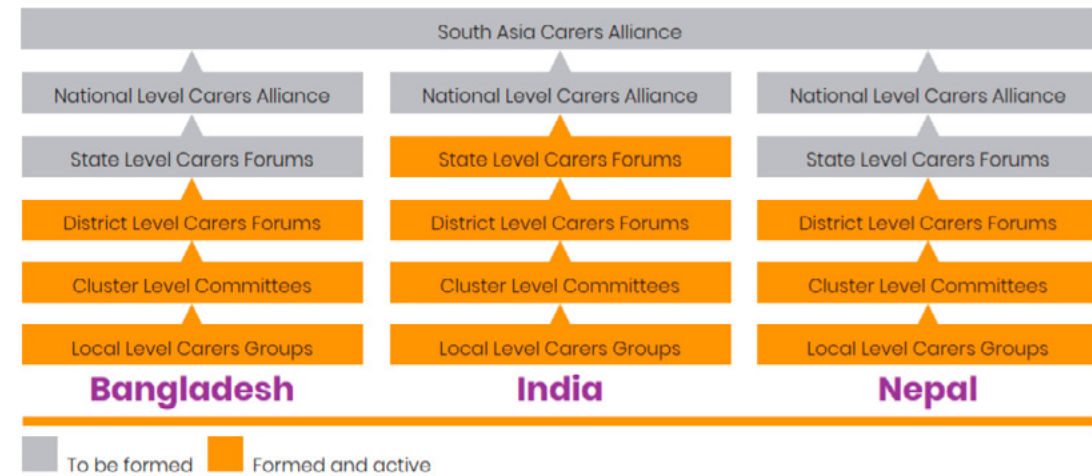 South Asia Carers Alliance
National Level Carers Alliance National Level Carers Alliance National Level Carers Alliance
State Level Carers Forums State Level Carers Forums State Level Carers Forums
District Level Carers Forums District Level Carers Forums District Level Carers Forums
Cluster Level Committees Cluster Level Committees Cluster Level Committees
Local Level Carers Groups Local Level Carers Groups Local Level Carers Groups
Bangladesh India Nepal
To be formed Formed and active